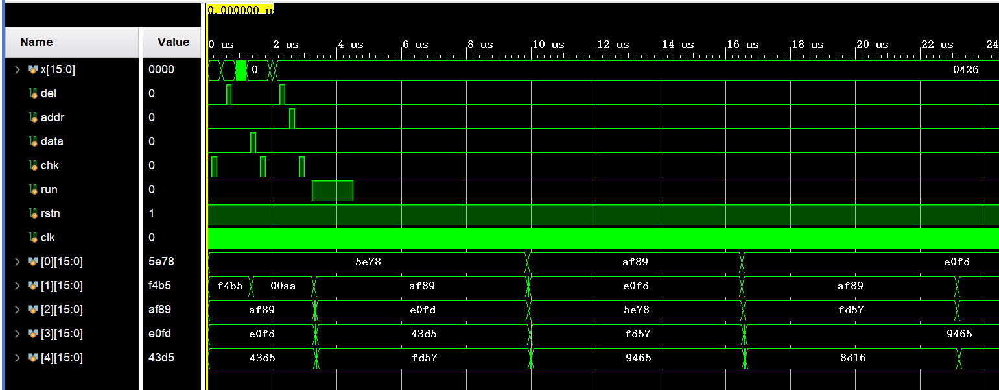 0.000000 u
Name Value 0 us 2 us 4 us 6 us 8 us 10 us 12 us 14 us 16 us 18 us 20 us 22 us 24
x[15:0] 0000 0 0426
del 0
addr 0
data 0
chk 0
run 0
rstn 1
clk 0
[0][15:0] 5e78 5e78 af89 e0fd
[1][15:0] f4b5 f4b5 00aa af89 e0fd af89
[2][15:0] af89 af89 e0fd 5e78 fd57
[3][15:0] e0fd e0fd 43d5 fd57 9465
[4][15:0] 43d5 43d5 fd57 9465 8d16